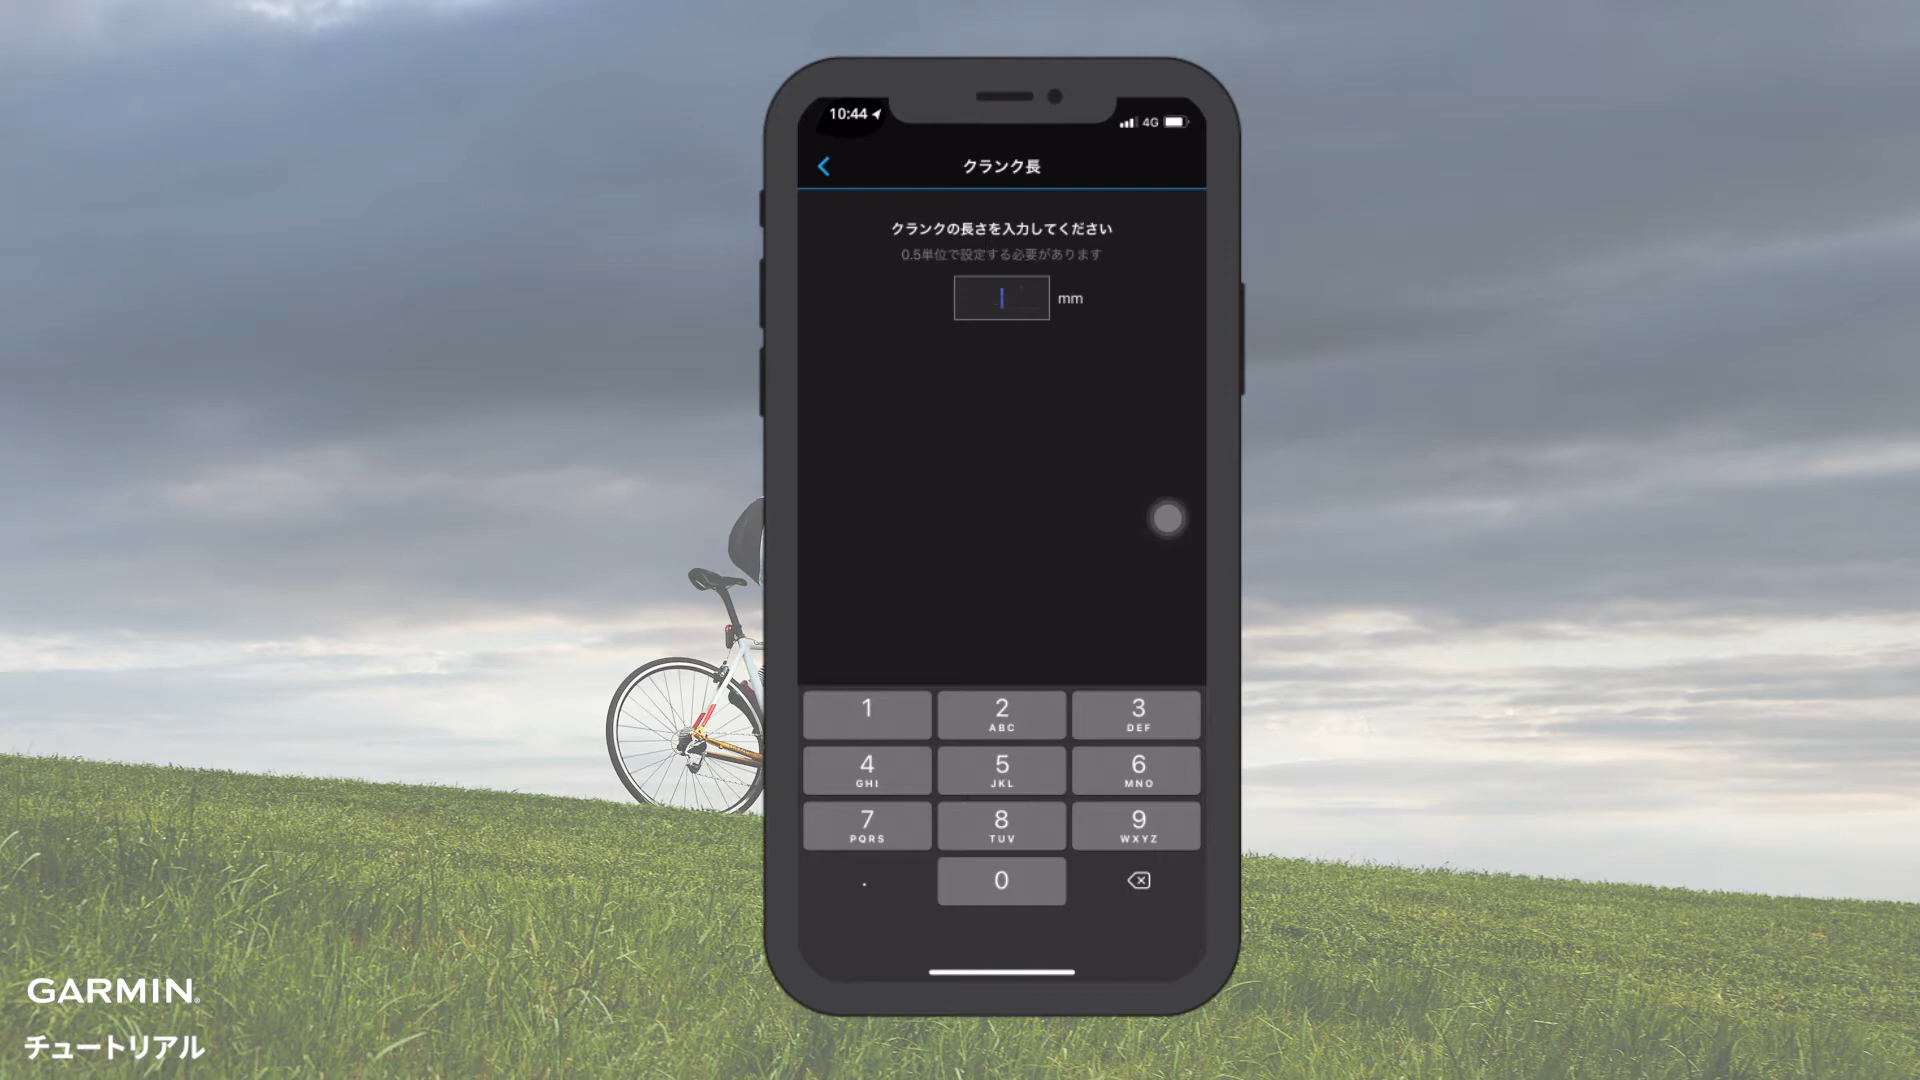 10:44
4G
クランク長
クランクの長さを入力してください
0.5単位で設定する必要があります
mm
1
2
ABC
3
DEF
4
GHI
5
JKL
6
MNO
7
PQRS
8
TUV
9
WXYZ
.
0
GARMIN.
チュートリアル